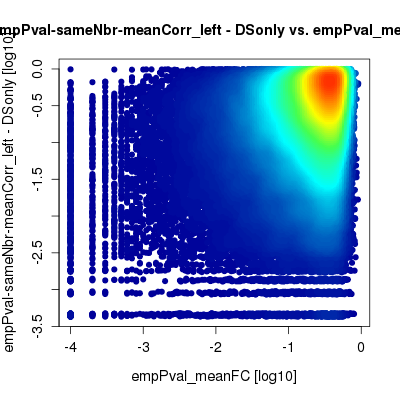 empPval-sameNbr-meanCorr_left - DSonly vs. empPval_me
empPval-sameNbr-meanCorr_left - DSonly [log10]
0.0
-0.5
-1.5
-2.5
-3.5
-4 -3 -2 -1 0
empPval_meanFC [log10]